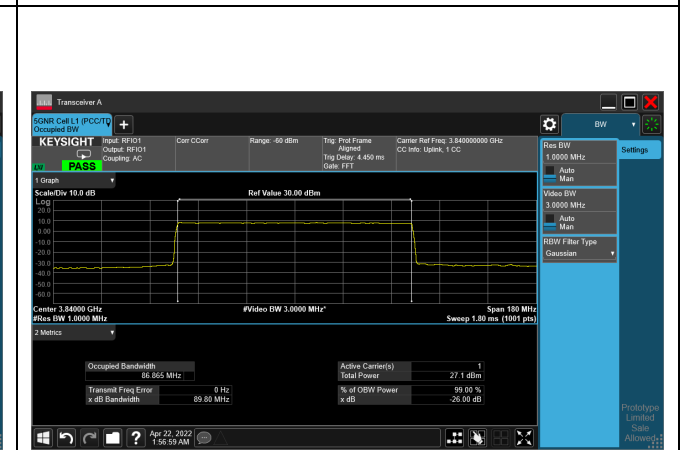 Transceiver A
5GNR Cell L1 (PCC/TD
Occupied BW
KEYSIGHT
PASS
Input: RFIO1
Output: RFIO1
Coupling: AC
Corr CCorr
Range: -60 dBm
Trig: Prot Frame
Aligned
Trig Delay: 4.450 ms
Gate: FFT
Carrier Ref Freq: 3.840000000 GHz
CC Info: Uplink, 1 CC
BW
Settings
Res BW
1.0000 MHz
Auto
Man
Video BW
3.0000 MHz
Auto
Man
RBW Filter Type
Gaussian
1 Graph
Scale/Div 10.0 dB
Ref Value 30.00 dBm
Log
20.0
10.0
0.00
-10.0
-20.0
-30.0
-40.0
-50.0
-60.0
Center 3.84000 GHz
#Video BW 3.0000 MHz*
Span 180 MHz
#Res BW 1.0000 MHz
Sweep 1.80 ms (1001 pts)
2 Metrics
Occupied Bandwidth
86.865 MHz
Active Carrier(s) 1
Total Power 27.1 dBm
Transmit Freq Error 0 Hz
x dB Bandwidth 89.80 MHz
% of OBW Power 99.00 %
x dB -26.00 dB
Prototype
Limited
Sale
Allowed
Apr 22, 2022
1:56:59 AM